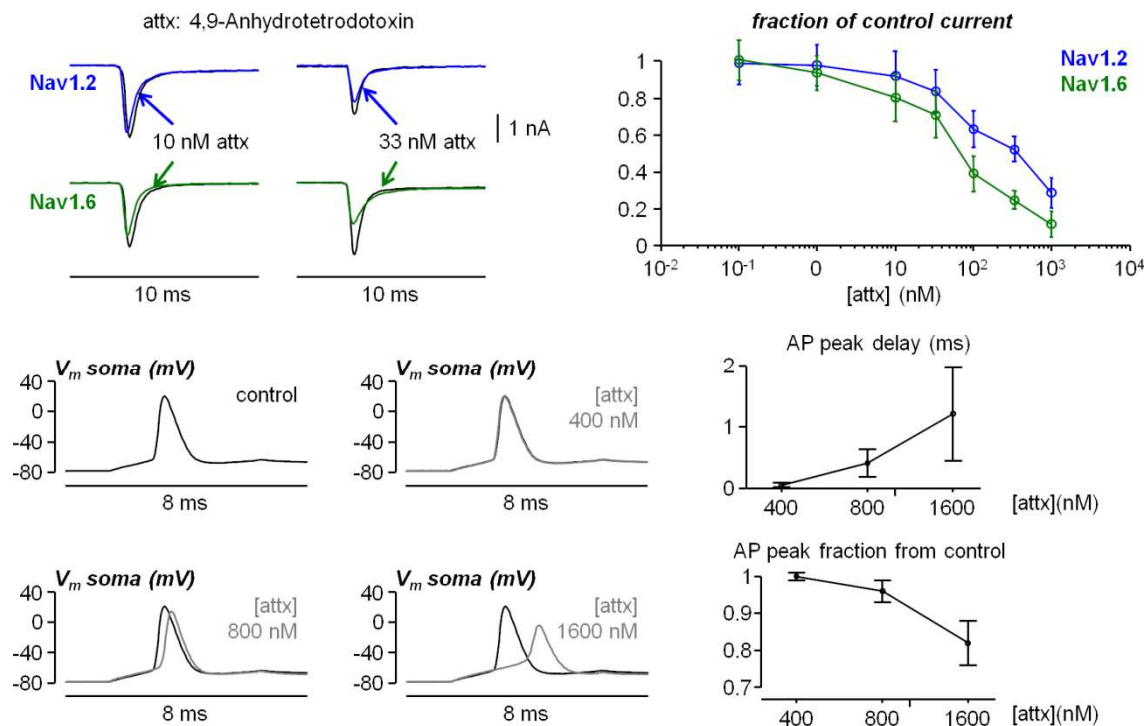 attx: 4,9-Anhydrotetrodotoxin
Nav1.2
10 nM attx
33 nM attx
1 nA
Nav1.6
10 ms
10 ms
fraction of control current
Nav1.2
Nav1.6
1
0.8
0.6
0.4
0.2
0
10-2
10-1
0
10
10²
10³
10⁴
[attx] (nM)
Vm soma (mV)
40
0
-40
-80
control
8 ms
Vm soma (mV)
40
0
-40
-80
[attx]
400 nM
8 ms
AP peak delay (ms)
2
1
0
400
800
1600
[attx](nM)
Vm soma (mV)
40
0
-40
-80
[attx]
800 nM
8 ms
Vm soma (mV)
40
0
-40
-80
[attx]
1600 nM
8 ms
AP peak fraction from control
1
0.9
0.8
0.7
400
800
1600
[attx](nM)